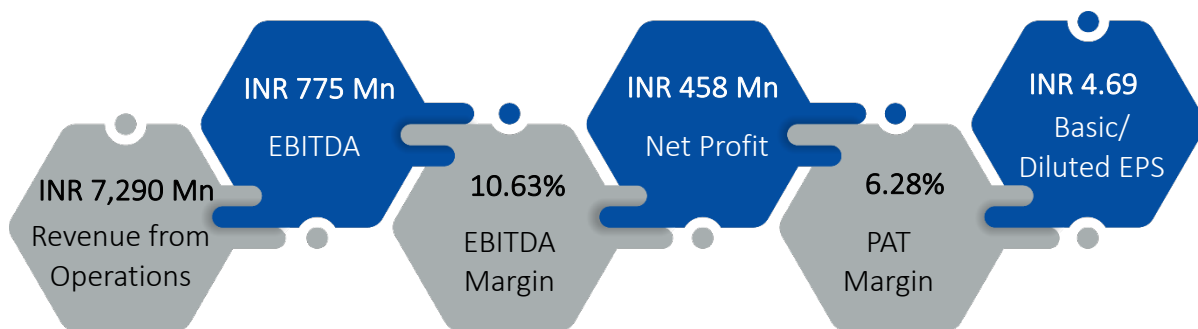 INR 7,290 Mn
Revenue from
Operations
INR 775 Mn
EBITDA
10.63%
EBITDA
Margin
INR 458 Mn
Net Profit
6.28%
PAT
Margin
INR 4.69
Basic/
Diluted EPS